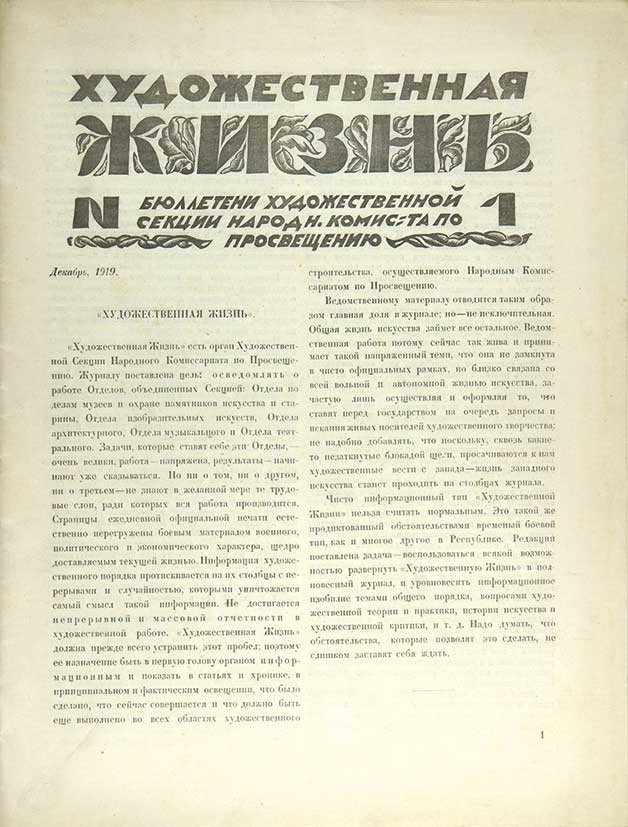 ХУДОЖЕСТВЕННАЯ
ЖИЗНЬ
N БЮЛЛЕТЕНИ ХУДОЖЕСТВЕННОЙ 1
СЕКЦИИ НАРОДН. КОМИС-ТА ПО
ПРОСВЕЩЕНИЮ
Декабрь, 1919.
«ХУДОЖЕСТВЕННАЯ ЖИЗНЬ».
«Художественная Жизнь» есть орган Художествен-
ной Секции Народного Комиссариата по Просвеще-
нию. Журналу поставлена цель: осведомлять о
работе Отделов, объединенных Секцией: Отдела по
делам музеев и охране памятников искусства и ста-
рины, Отдела изобразительных искусств, Отдела
архитектурного, Отдела музыкального и Отдела теат-
рального. Задачи, которые ставят себе эти Отделы,—
очень велики, работа—напряжена, результаты—начи-
нают уже сказываться. Но ни о том, ни о другом,
ни о третьем—не знают в желанной мере те трудо-
вые слои, ради которых вся работа производится.
Страницы ежедневной официальной печати есте-
ственно перегружены боевым материалом военного,
политического и экономического характера, щедро
доставляемым текущей жизнью. Информация художе-
ственного порядка протискивается на их столбцы с пе-
рерывами и случайностью, которыми уничтожается
самый смысл такой информации. Не достигается
непрерывной и массовой отчетности в
художественной работе. «Художественная Жизнь»
должна прежде всего устранить этот пробел: поэтому
ее назначение быть в первую голову органом инфор-
мационным и показать в статьях и хронике, в
принципиальном и фактическим освещении, что было
сделано, что сейчас совершается и что должно быть
еще выполнено во всех областях художественного
строительства, осуществляемого Народным Комис-
сариатом по Просвещению.
Ведомственному материалу отводится таким обра-
зом главная доля в журнале; но—не исключительная.
Общая жизнь искусства займет все остальное. Ведом-
ственная работа потому сейчас так жива и прини-
мает такой напряженный темп, что она не замкнута
в чисто официальных рамках, но близко связана со
всей вольной и автономной жизнью искусства, за-
частую лишь осуществляя и оформляя то, что
ставят перед государством на очередь запросы и
искания живых носителей художественного творчества;
не надобно добавлять, что поскольку, сквозь какие-
то незаткнутые блокадой щели, просачиваются к нам
художественные вести с запада—жизнь западного
искусства станет проходить на столбцах журнала.
Чисто информационный тип «Художественной
Жизни» нельзя считать нормальным. Это такой же
продиктованный обстоятельствами временый боевой
тип, как и многое другое в Республике. Редакции
поставлена задача—воспользоваться всякой возмож-
ностью развернуть «Художественную Жизнь» в пол-
новесный журнал, и уровновесить информационное
изобилие темами общего порядка, вопросами худо-
жественной теории и практики, истории искусства и
художественной критики, и т. д. Надо думать, что
обстоятельства, которые позволят это сделать, не
слишком заставят себя ждать.
1